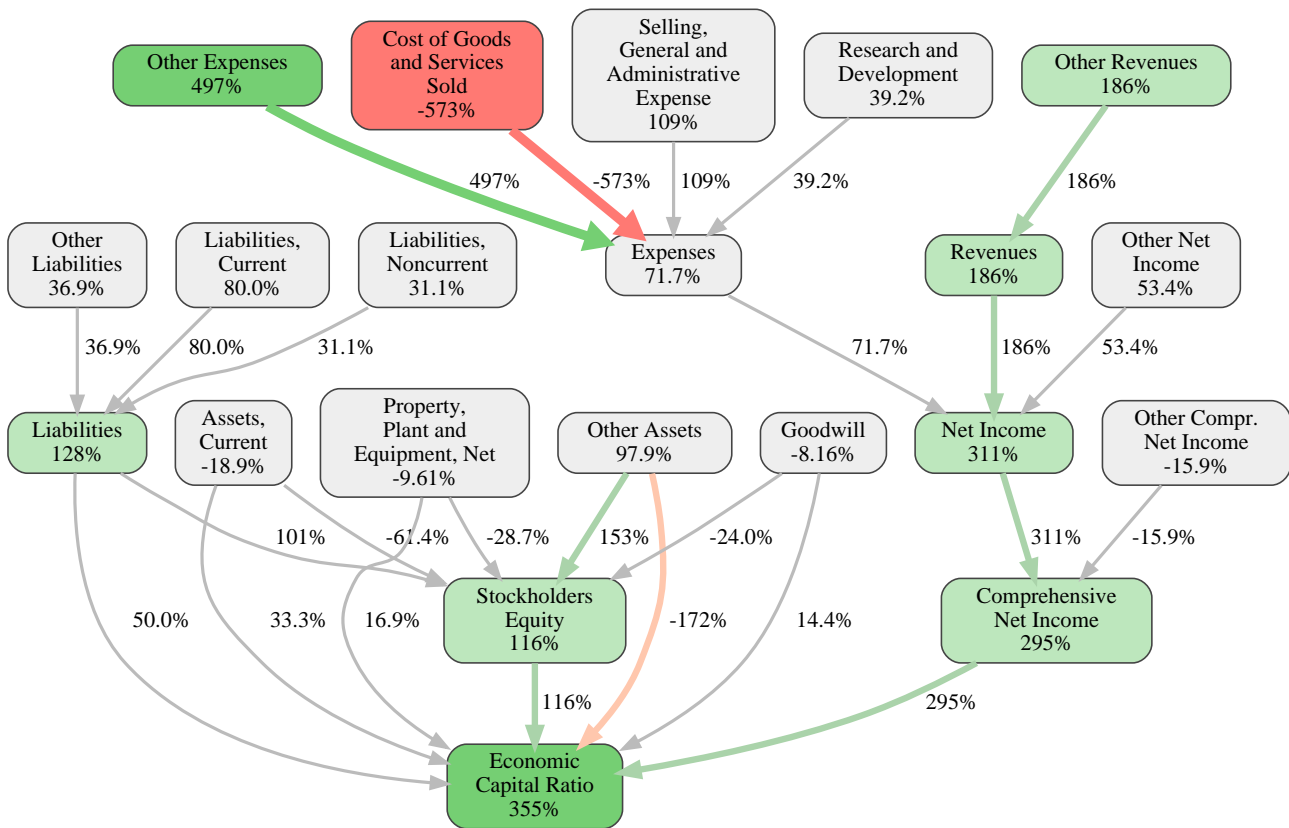 Other Expenses
497%
Cost of Goods
and Services
Sold
-573%
Selling,
General and
Administrative
Expense
109%
Research and
Development
39.2%
Other Revenues
186%
497%
-573%
109%
39.2%
186%
Other
Liabilities
36.9%
Liabilities,
Current
80.0%
Liabilities,
Noncurrent
31.1%
Expenses
71.7%
Revenues
186%
Other Net
Income
53.4%
36.9%
80.0%
31.1%
71.7%
186%
53.4%
Liabilities
128%
Assets,
Current
-18.9%
Property,
Plant and
Equipment, Net
-9.61%
Other Assets
97.9%
Goodwill
-8.16%
Net Income
311%
Other Compr.
Net Income
-15.9%
101%
-61.4%
-28.7%
153%
-24.0%
311%
-15.9%
50.0%
33.3%
16.9%
Stockholders
Equity
116%
-172%
14.4%
Comprehensive
Net Income
295%
116%
295%
Economic
Capital Ratio
355%